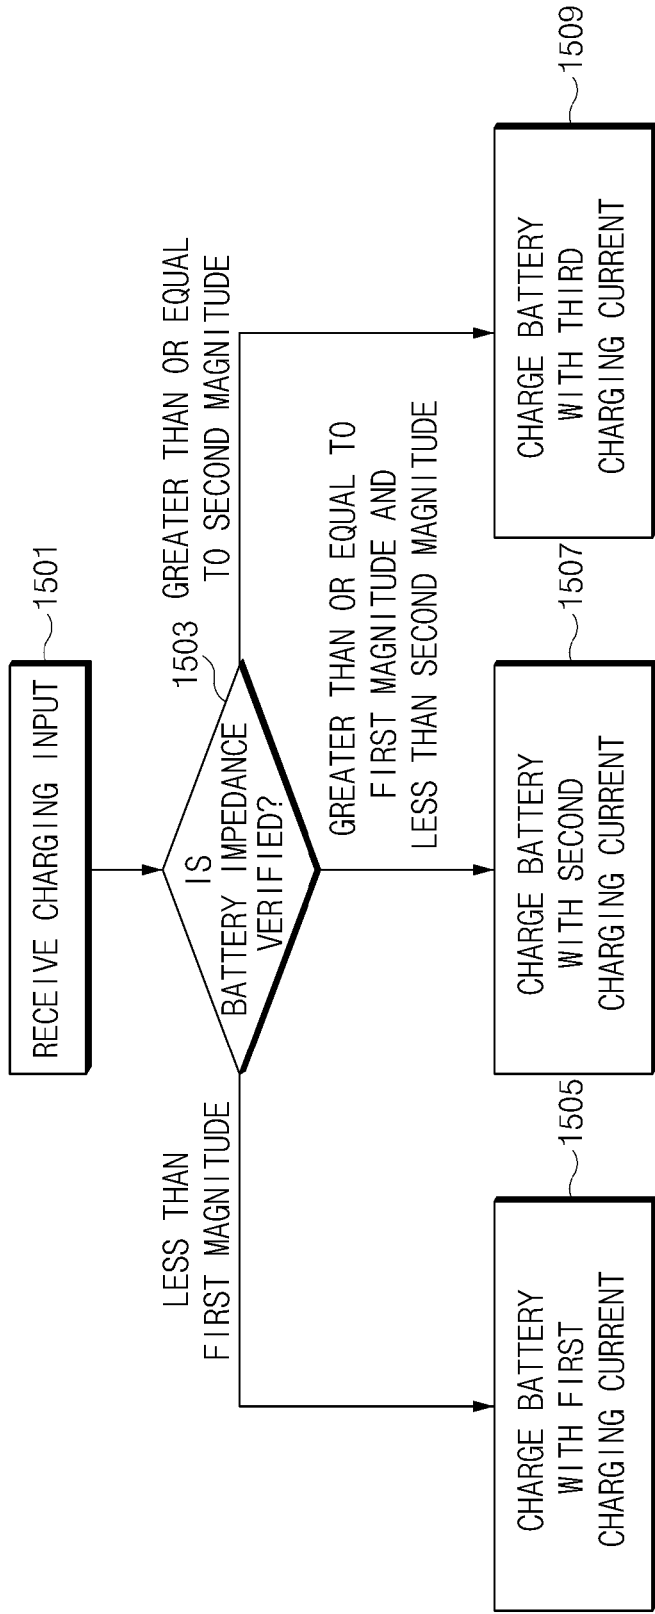 RECEIVE CHARGING INPUT
1501
IS
BATTERY IMPEDANCE
VERIFIED?
1503
LESS THAN
FIRST MAGNITUDE
GREATER THAN OR EQUAL TO
FIRST MAGNITUDE AND
LESS THAN SECOND MAGNITUDE
GREATER THAN OR EQUAL
TO SECOND MAGNITUDE
CHARGE BATTERY
WITH FIRST
CHARGING CURRENT
1505
CHARGE BATTERY
WITH SECOND
CHARGING CURRENT
1507
CHARGE BATTERY
WITH THIRD
CHARGING CURRENT
1509